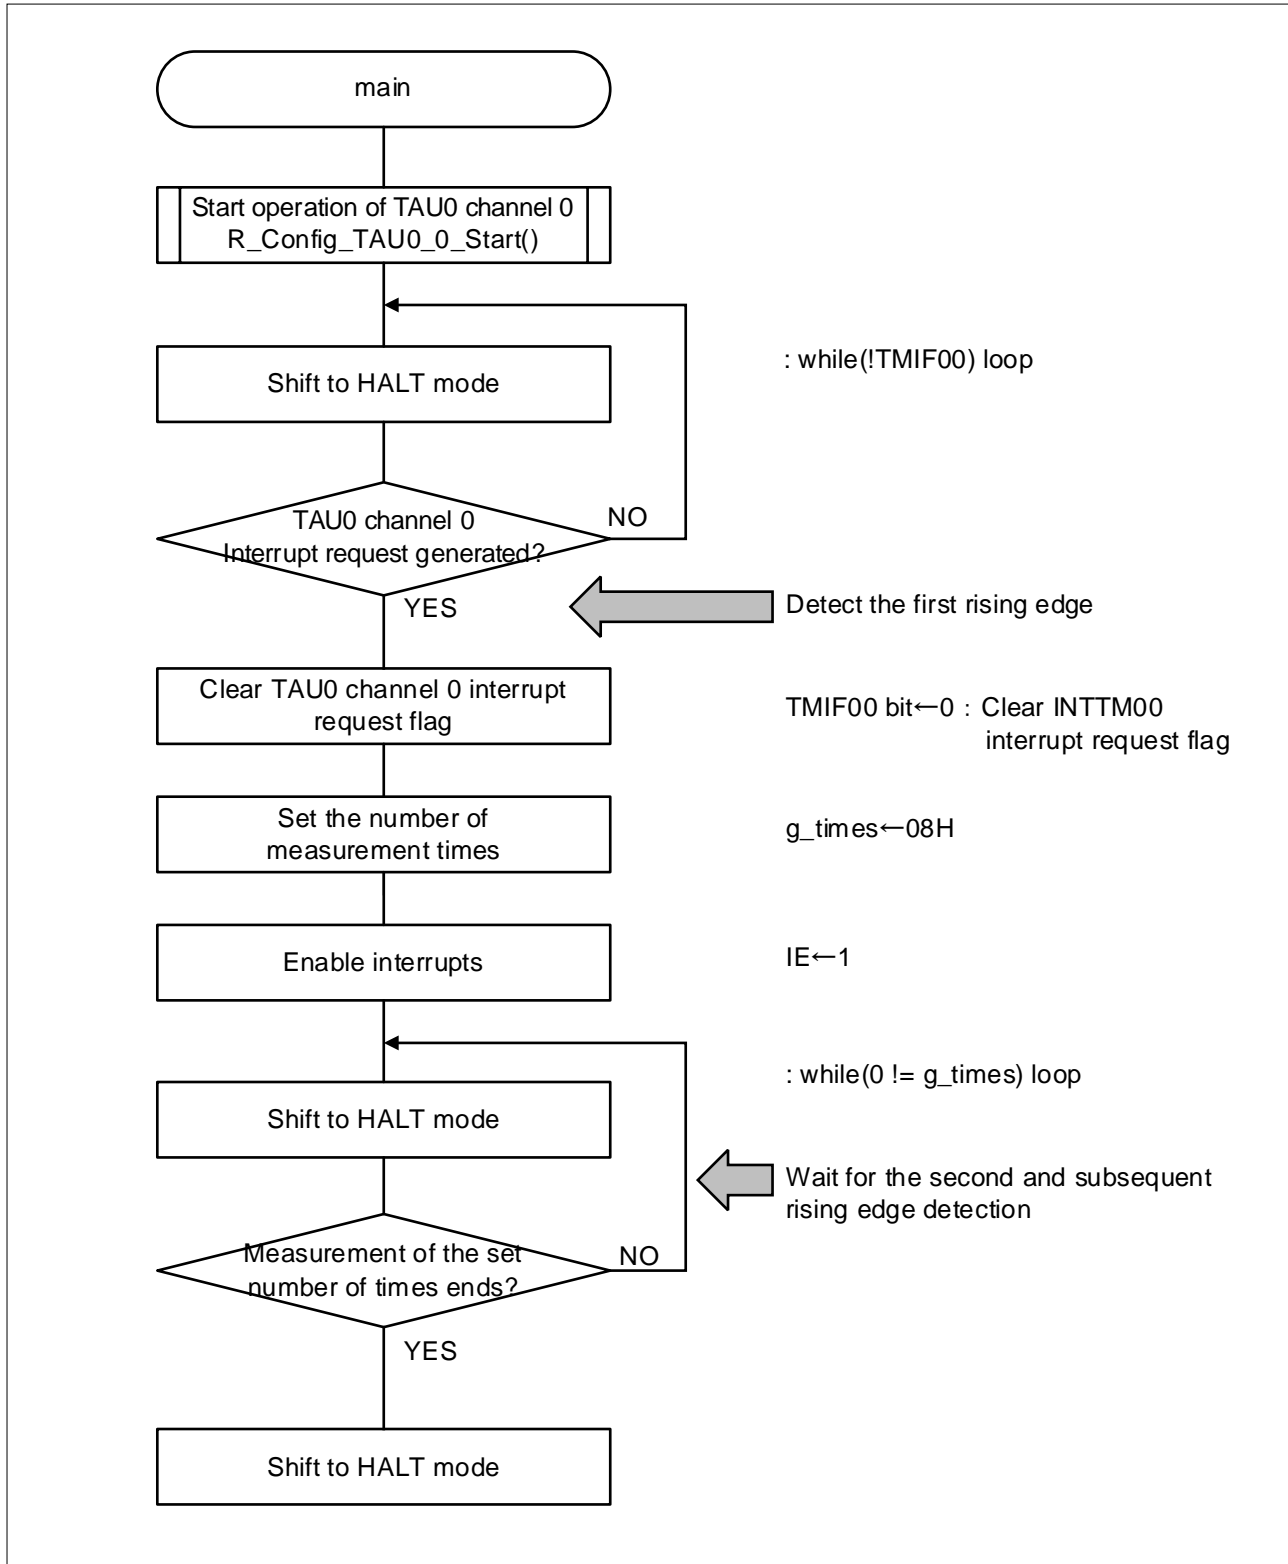 main
Start operation of TAU0 channel 0
R_Config_TAU0_0_Start()
Shift to HALT mode
: while(!TMIF00) loop
TAU0 channel 0
Interrupt request generated?
NO
YES
Detect the first rising edge
Clear TAU0 channel 0 interrupt
request flag
TMIF00 bit←0 : Clear INTTM00
interrupt request flag
Set the number of
measurement times
g_times←08H
Enable interrupts
IE←1
: while(0 != g_times) loop
Shift to HALT mode
Wait for the second and subsequent
rising edge detection
Measurement of the set
number of times ends?
NO
YES
Shift to HALT mode